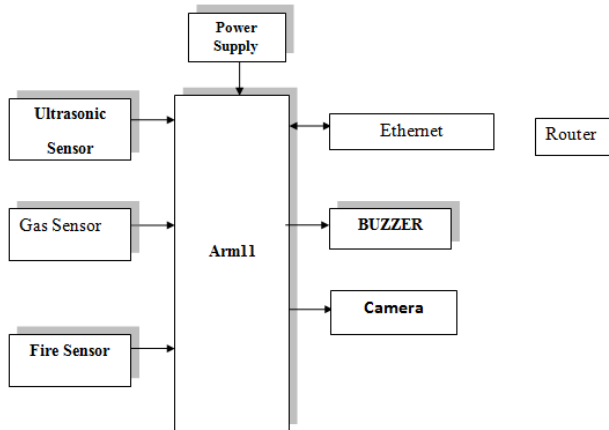 Power
Supply
Ultrasonic
Sensor
Ethernet
Router
Gas Sensor
BUZZER
Arm11
Camera
Fire Sensor